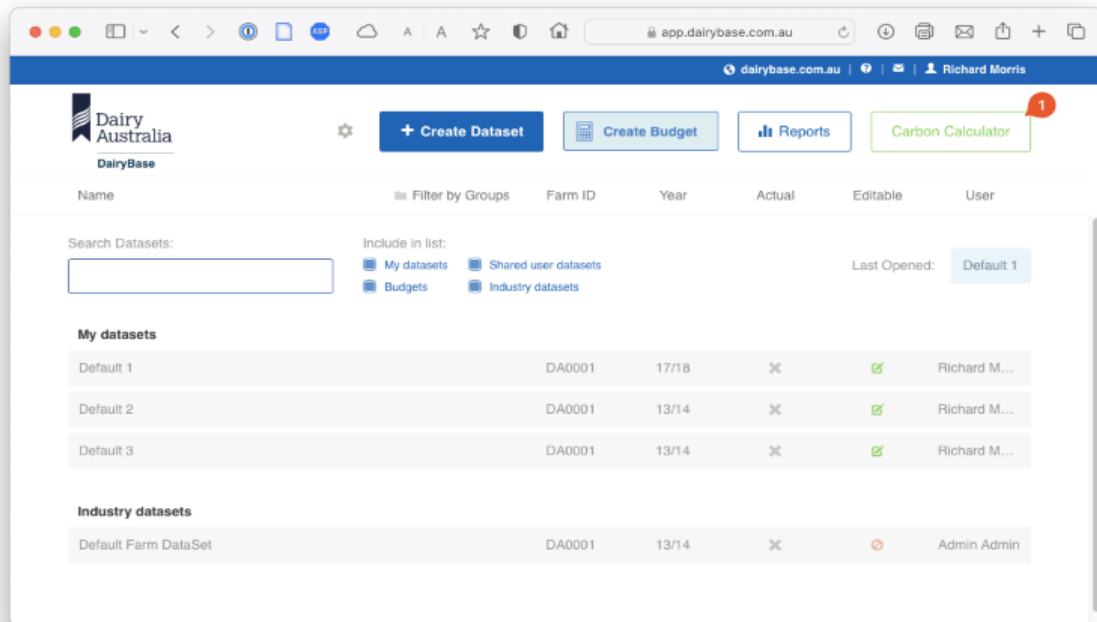 ABP A A app.dairybase.com.au
dairybase.com.au | ? | | Richard Morris
Dairy
Australia
DairyBase
+ Create Dataset
Create Budget
Reports
Carbon Calculator
1
Name Filter by Groups Farm ID Year Actual Editable User
Search Datasets:
Include in list:
My datasets Shared user datasets
Budgets Industry datasets
Last Opened: Default 1
My datasets
Default 1 DA0001 17/18 Richard M...
Default 2 DA0001 13/14 Richard M...
Default 3 DA0001 13/14 Richard M...
Industry datasets
Default Farm DataSet DA0001 13/14 Admin Admin